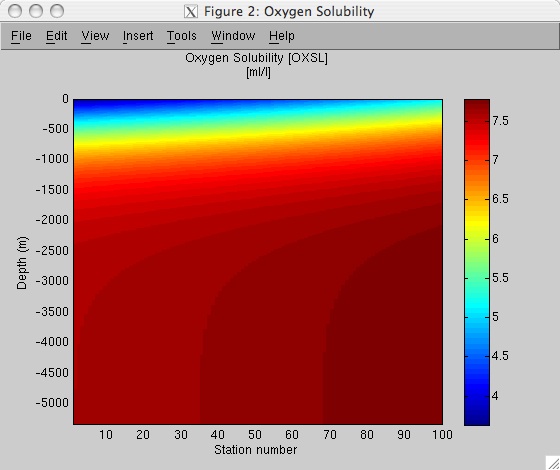 Figure 2: Oxygen Solubility
File Edit View Insert Tools Window Help
Oxygen Solubility [OXSL]
[ml/l]
0
-500
-1000
-1500
-2000
-2500
-3000
-3500
-4000
-4500
-5000
Depth (m)
10 20 30 40 50 60 70 80 90 100
Station number
7.5
7
6.5
6
5.5
5
4.5
4